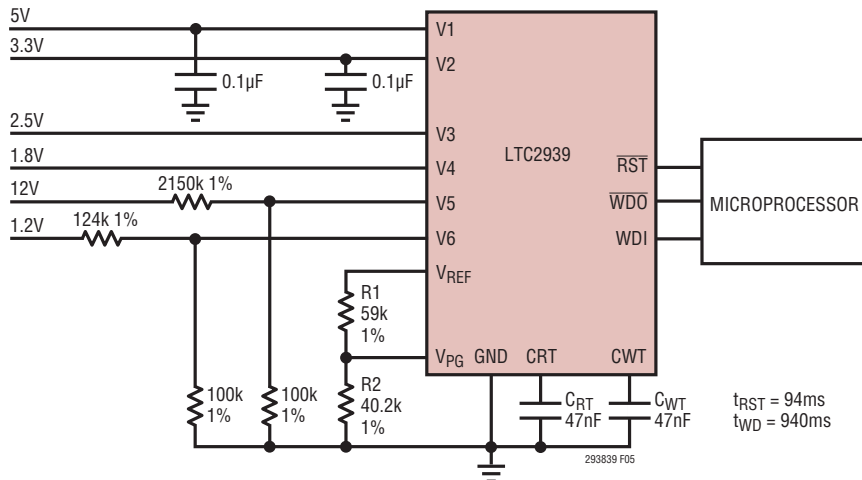 5V
3.3V
0.1µF
0.1µF
2.5V
1.8V
12V
2150k 1%
1.2V
124k 1%
V1
V2
V3
V4
V5
V6
VREF
VPG
GND
CRT
CWT
LTC2939
RST
WDO
WDI
MICROPROCESSOR
R1
59k
1%
R2
40.2k
1%
100k
1%
100k
1%
CRT
47nF
CWT
47nF
tRST = 94ms
tWD = 940ms
293839 F05